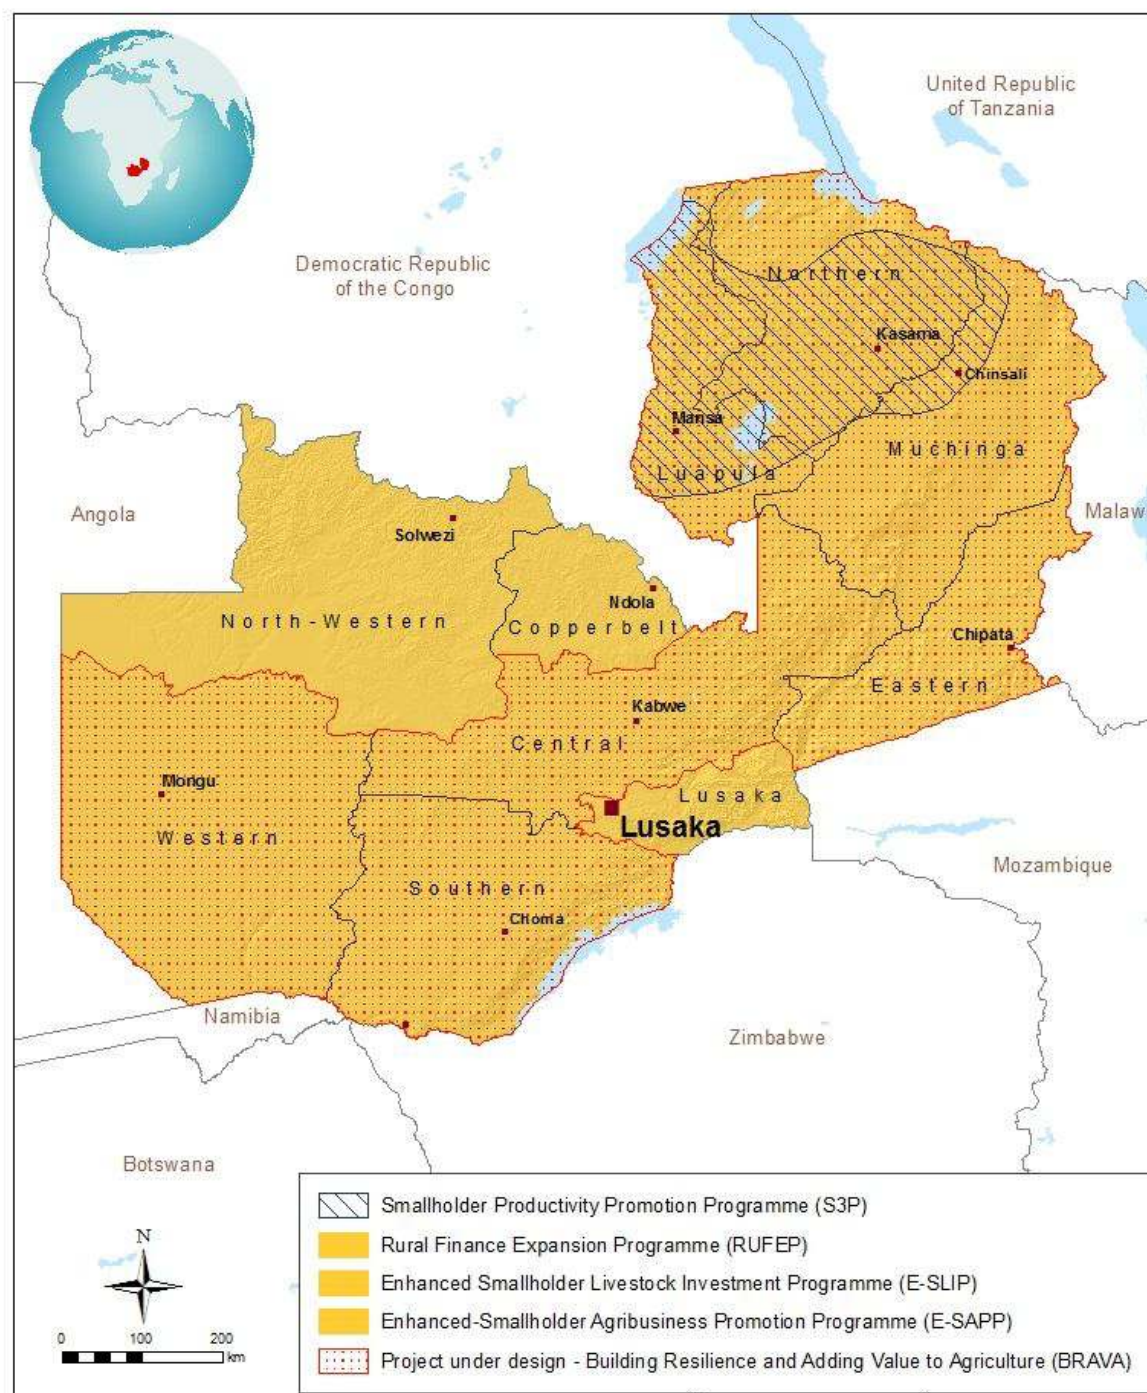 United Republic
of Tanzania
Democratic Republic
of the Congo
Northern
Kasama
Chinsali
Mansa
Muchinga
Luapula
Angola
Malaw
Solwezi
Ndola
North-Western
Copperbelt
Chipata
Eastern
Kabwe
Central
Mongu
Lusaka
Lusaka
Western
Mozambique
Southern
Choma
Namibia
Zimbabwe
Botswana
Smallholder Productivity Promotion Programme (S3P)
Rural Finance Expansion Programme (RUFEP)
Enhanced Smallholder Livestock Investment Programme (E-SLIP)
Enhanced-Smallholder Agribusiness Promotion Programme (E-SAPP)
Project under design - Building Resilience and Adding Value to Agriculture (BRAVA)
N
0 100 200
km